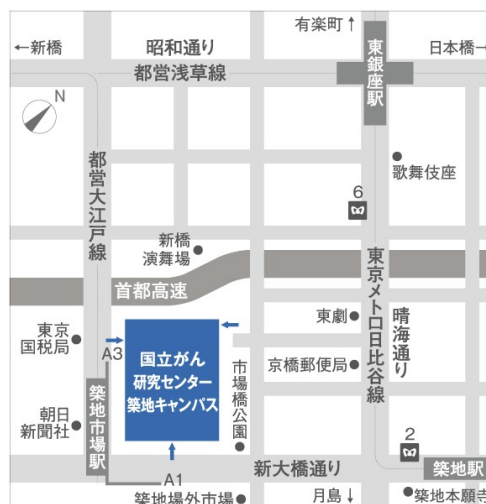 有楽町↑
←新橋
昭和通り
日本橋→
都営浅草線
東銀座駅
N
都営大江戸線
歌舞伎座
6
新橋
演舞場
首都高速
東京メトロ日比谷線
晴海通り
東京
国税局
A3
国立がん
研究センター
築地キャンパス
東劇
京橋郵便局
市場橋公園
築地市場駅
朝日
新聞社
2
A1
新大橋通り
築地駅
築地場外市場
月島↓
築地本願寺